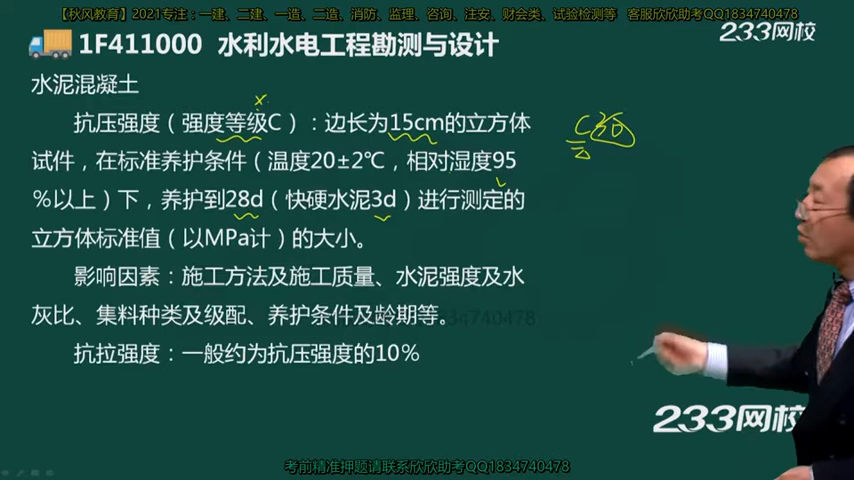 【秋风教育】2021专注：一建、二建、一造、二造、消防、监理、咨询、注安、财会类、试验检测等 客服欣欣助考QQ1834740478
233网校
1F411000 水利水电工程勘测与设计
水泥混凝土
抗压强度（强度等级C）：边长为15cm的立方体
试件，在标准养护条件（温度20±2℃，相对湿度95
%以上）下，养护到28d（快硬水泥3d）进行测定的
立方体标准值（以MPa计）的大小。
影响因素：施工方法及施工质量、水泥强度及水
灰比、集料种类及级配、养护条件及龄期等。
抗拉强度：一般约为抗压强度的10%
233网校
考前精准押题请联系欣欣助考QQ1834740478